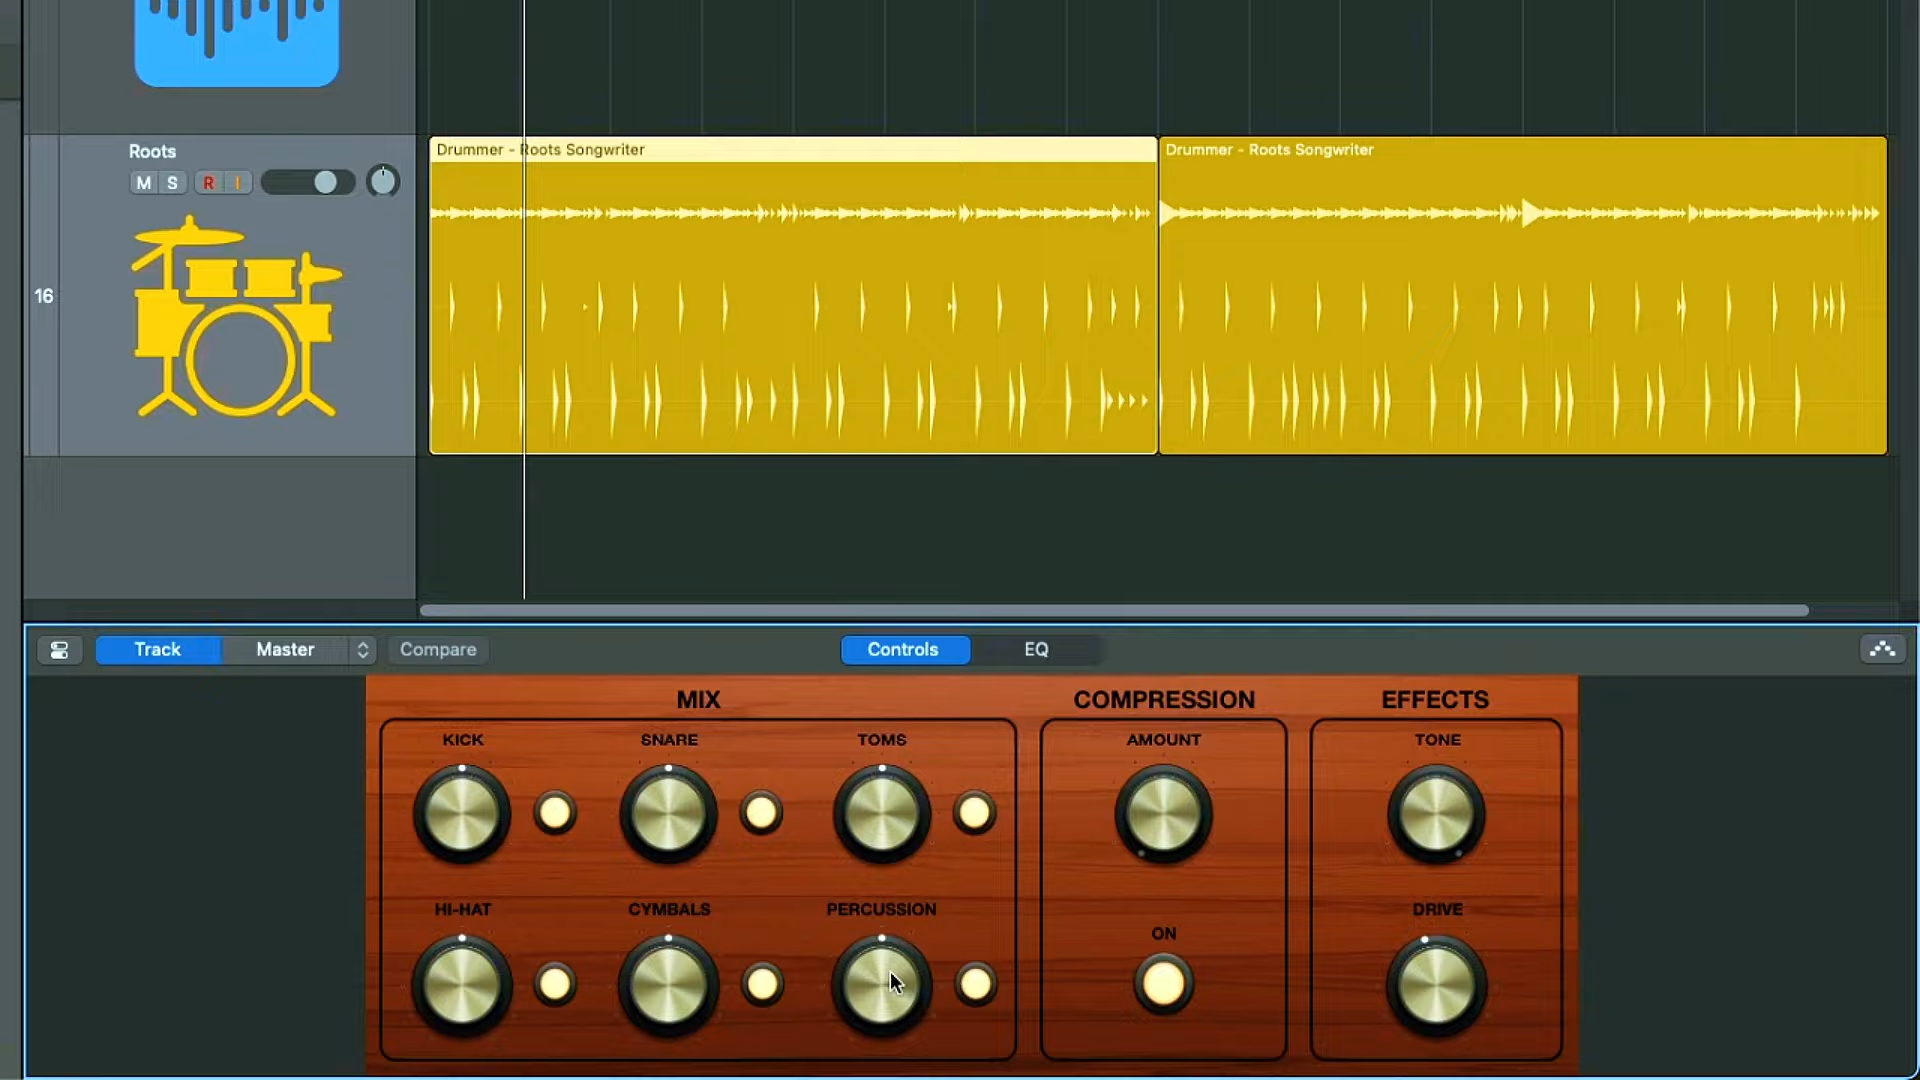 Roots
M S R I
Drummer - Roots Songwriter
Drummer - Roots Songwriter
16
Track Master Compare Controls EQ
MIX COMPRESSION EFFECTS
KICK SNARE TOMS AMOUNT TONE
HI-HAT CYMBALS PERCUSSION ON DRIVE